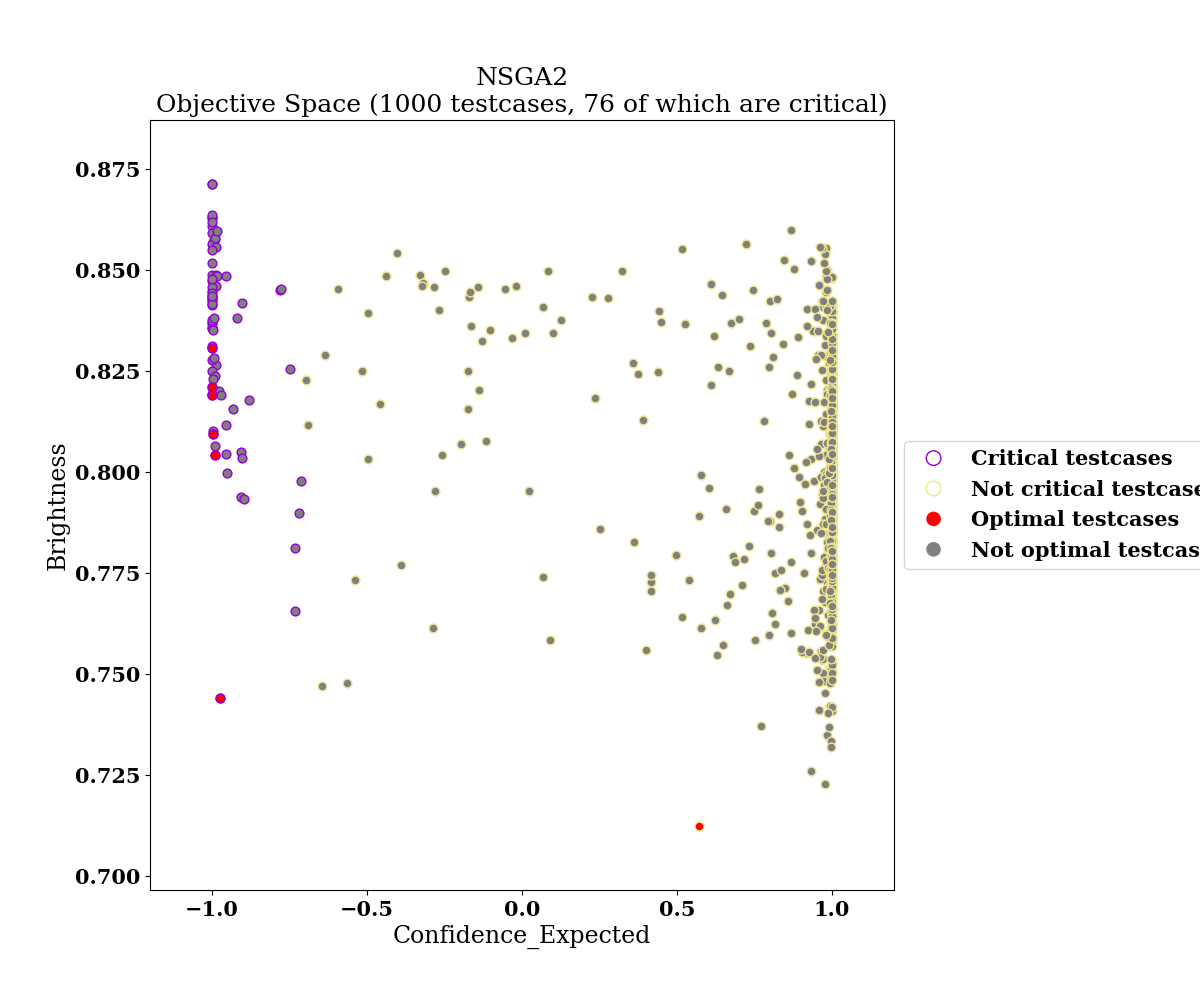 NSGA2
Objective Space (1000 testcases, 76 of which are critical)
0.875
0.850
0.825
0.800
0.775
0.750
0.725
0.700
Brightness
−1.0
−0.5
0.0
0.5
1.0
Confidence_Expected
Critical testcases
Not critical testcase
Optimal testcases
Not optimal testcas